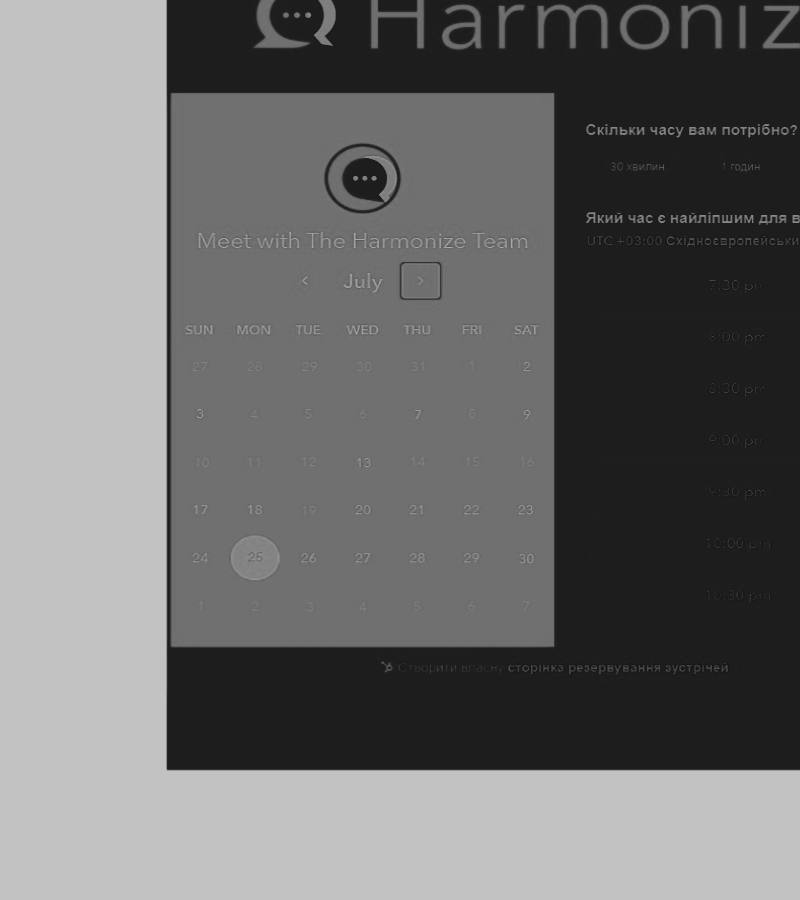 Harmoniz
Скільки часу вам потрібно?
30 хвилин 1 годин
Meet with The Harmonize Team
< July >
Який час є найліпшим для в
UTC +03:00 Східноєвропейськи
SUN MON TUE WED THU FRI SAT
27 28 29 30 31 1 2
3 4 5 6 7 8 9
10 11 12 13 14 15 16
17 18 19 20 21 22 23
24 25 26 27 28 29 30
1 2 3 4 5 6 7
7:30 pm
8:00 pm
8:30 pm
9:00 pm
9:30 pm
10:00 pm
10:30 pm
Створити власну сторінка резервування зустрічей